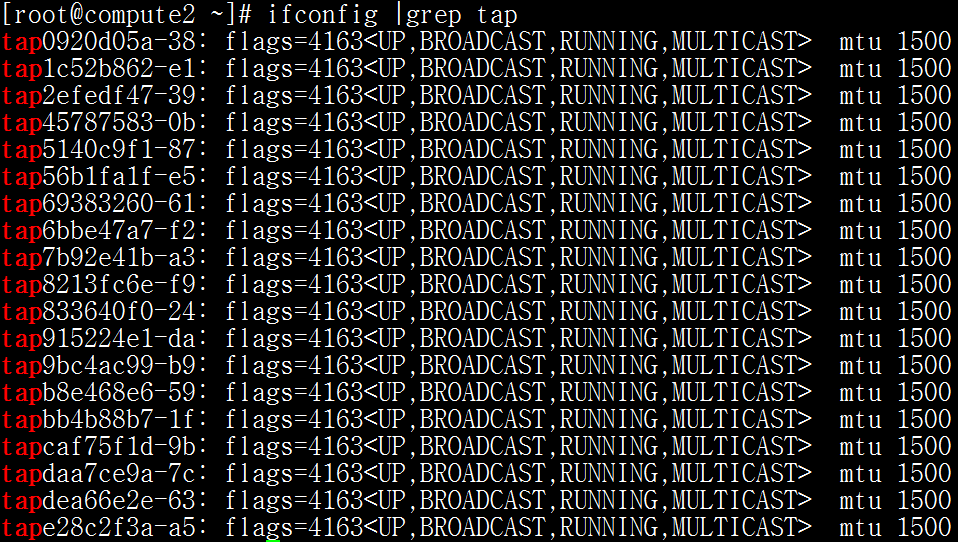 [root@compute2 ~]# ifconfig |grep tap
tap0920d05a-38: flags=4163<UP,BROADCAST,RUNNING,MULTICAST>  mtu 1500
tap1c52b862-e1: flags=4163<UP,BROADCAST,RUNNING,MULTICAST>  mtu 1500
tap2efedf47-39: flags=4163<UP,BROADCAST,RUNNING,MULTICAST>  mtu 1500
tap45787583-0b: flags=4163<UP,BROADCAST,RUNNING,MULTICAST>  mtu 1500
tap5140c9f1-87: flags=4163<UP,BROADCAST,RUNNING,MULTICAST>  mtu 1500
tap56b1fa1f-e5: flags=4163<UP,BROADCAST,RUNNING,MULTICAST>  mtu 1500
tap69383260-61: flags=4163<UP,BROADCAST,RUNNING,MULTICAST>  mtu 1500
tap6bbe47a7-f2: flags=4163<UP,BROADCAST,RUNNING,MULTICAST>  mtu 1500
tap7b92e41b-a3: flags=4163<UP,BROADCAST,RUNNING,MULTICAST>  mtu 1500
tap8213fc6e-f9: flags=4163<UP,BROADCAST,RUNNING,MULTICAST>  mtu 1500
tap833640f0-24: flags=4163<UP,BROADCAST,RUNNING,MULTICAST>  mtu 1500
tap915224e1-da: flags=4163<UP,BROADCAST,RUNNING,MULTICAST>  mtu 1500
tap9bc4ac99-b9: flags=4163<UP,BROADCAST,RUNNING,MULTICAST>  mtu 1500
tapb8e468e6-59: flags=4163<UP,BROADCAST,RUNNING,MULTICAST>  mtu 1500
tapbb4b88b7-1f: flags=4163<UP,BROADCAST,RUNNING,MULTICAST>  mtu 1500
tapcaf75f1d-9b: flags=4163<UP,BROADCAST,RUNNING,MULTICAST>  mtu 1500
tapdaa7ce9a-7c: flags=4163<UP,BROADCAST,RUNNING,MULTICAST>  mtu 1500
tapdea66e2e-63: flags=4163<UP,BROADCAST,RUNNING,MULTICAST>  mtu 1500
tape28c2f3a-a5: flags=4163<UP,BROADCAST,RUNNING,MULTICAST>  mtu 1500